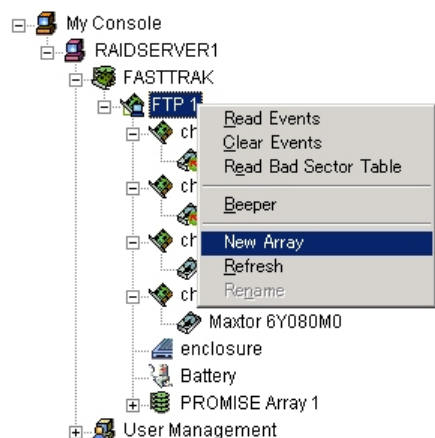 My Console
RAIDSERVER1
FASTTRAK
FTP 1
ch
ch
ch
ch
Maxtor 6Y080M0
enclosure
Battery
PROMISE Array 1
User Management
Read Events
Clear Events
Read Bad Sector Table
Beeper
New Array
Refresh
Rename